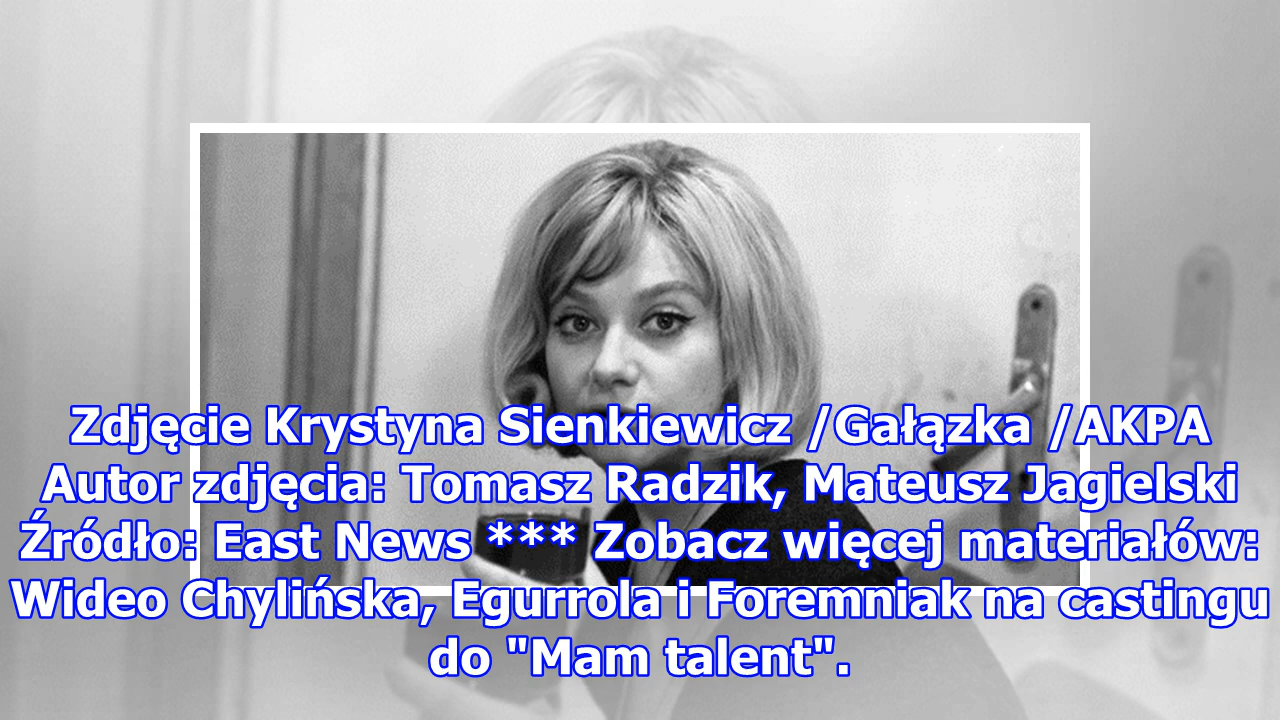 Zdjęcie Krystyna Sienkiewicz /Gałązka /AKPA
Autor zdjęcia: Tomasz Radzik, Mateusz Jagielski
Źródło: East News *** Zobacz więcej materiałów:
Wideo Chylińska, Egurrola i Foremniak na castingu
do "Mam talent".